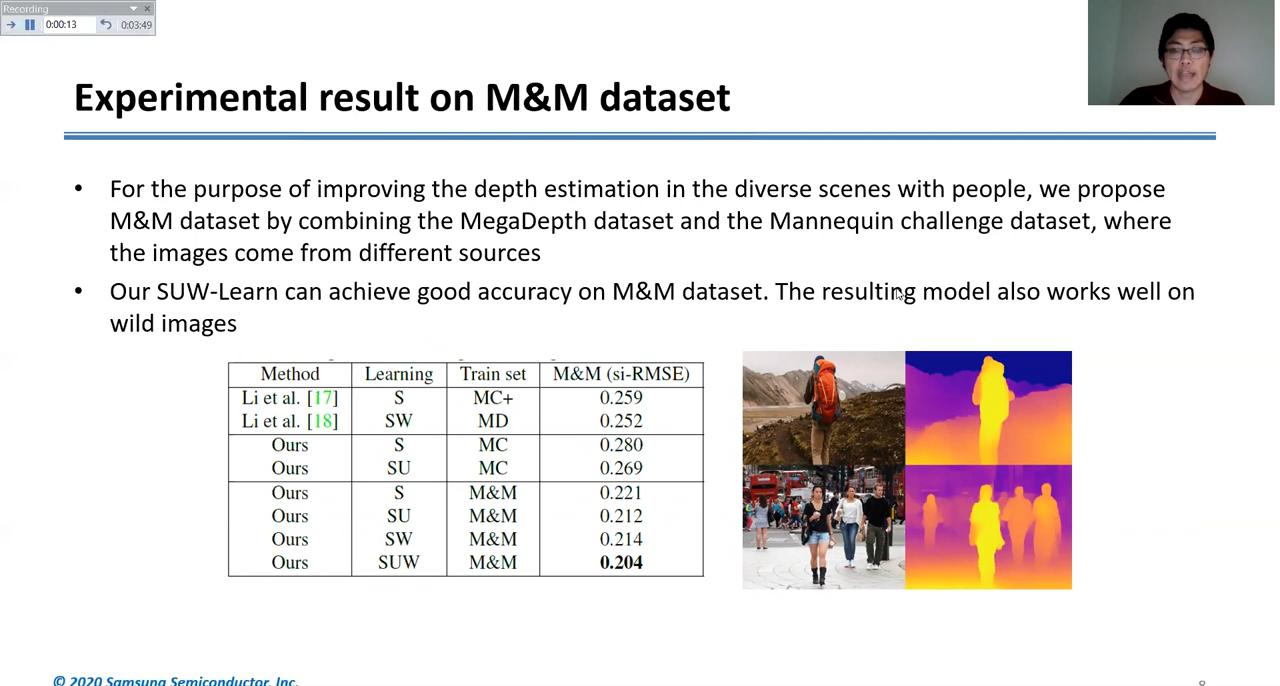 Recording
0:00:13
0:03:49
Experimental result on M&M dataset
• For the purpose of improving the depth estimation in the diverse scenes with people, we propose
M&M dataset by combining the MegaDepth dataset and the Mannequin challenge dataset, where
the images come from different sources
• Our SUW-Learn can achieve good accuracy on M&M dataset. The resulting model also works well on
wild images
Method Learning Train set M&M (si-RMSE)
Li et al. [17] S MC+ 0.259
Li et al. [18] SW MD 0.252
Ours S MC 0.280
Ours SU MC 0.269
Ours S M&M 0.221
Ours SU M&M 0.212
Ours SW M&M 0.214
Ours SUW M&M 0.204
© 2020 Samsung Semiconductor, Inc.
8